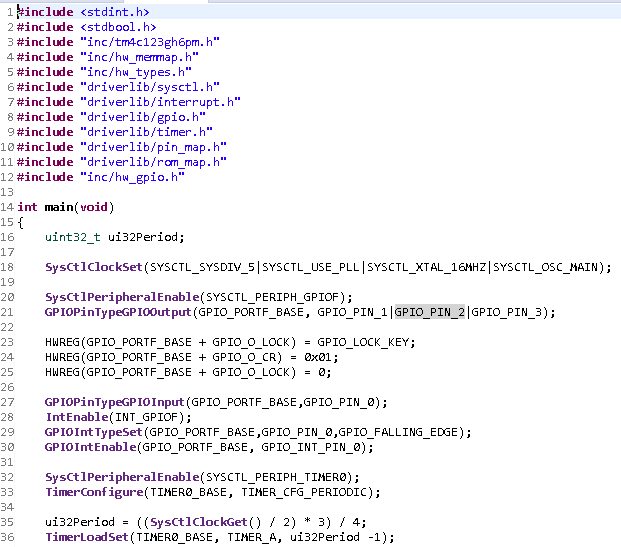 1 #include <stdint.h>
2 #include <stdbool.h>
3 #include "inc/tm4c123gh6pm.h"
4 #include "inc/hw_memmap.h"
5 #include "inc/hw_types.h"
6 #include "driverlib/sysctl.h"
7 #include "driverlib/interrupt.h"
8 #include "driverlib/gpio.h"
9 #include "driverlib/timer.h"
10 #include "driverlib/pin_map.h"
11 #include "driverlib/rom_map.h"
12 #include "inc/hw_gpio.h"
13
14 int main(void)
15 {
16     uint32_t ui32Period;
17
18     SysCtlClockSet(SYSCTL_SYSDIV_5|SYSCTL_USE_PLL|SYSCTL_XTAL_16MHZ|SYSCTL_OSC_MAIN);
19
20     SysCtlPeripheralEnable(SYSCTL_PERIPH_GPIOF);
21     GPIOPinTypeGPIOOutput(GPIO_PORTF_BASE, GPIO_PIN_1|GPIO_PIN_2|GPIO_PIN_3);
22
23     HWREG(GPIO_PORTF_BASE + GPIO_O_LOCK) = GPIO_LOCK_KEY;
24     HWREG(GPIO_PORTF_BASE + GPIO_O_CR) = 0x01;
25     HWREG(GPIO_PORTF_BASE + GPIO_O_LOCK) = 0;
26
27     GPIOPinTypeGPIOInput(GPIO_PORTF_BASE,GPIO_PIN_0);
28     IntEnable(INT_GPIOF);
29     GPIOIntTypeSet(GPIO_PORTF_BASE,GPIO_PIN_0,GPIO_FALLING_EDGE);
30     GPIOIntEnable(GPIO_PORTF_BASE, GPIO_INT_PIN_0);
31
32     SysCtlPeripheralEnable(SYSCTL_PERIPH_TIMER0);
33     TimerConfigure(TIMER0_BASE, TIMER_CFG_PERIODIC);
34
35     ui32Period = ((SysCtlClockGet() / 2) * 3) / 4;
36     TimerLoadSet(TIMER0_BASE, TIMER_A, ui32Period -1);